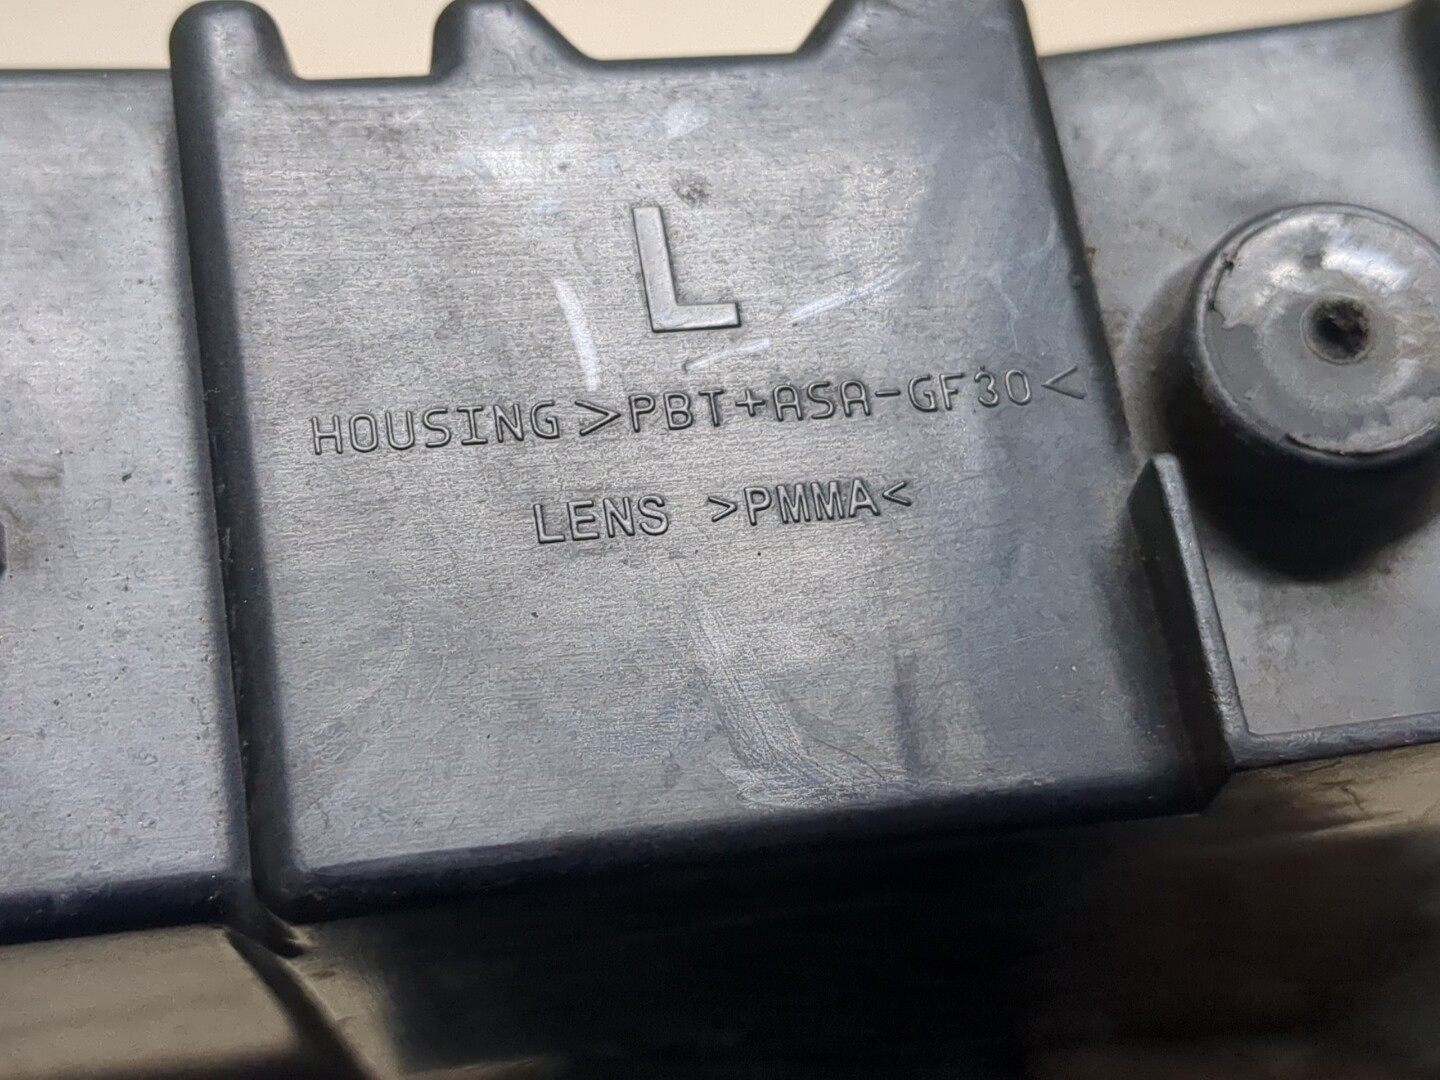 L
HOUSING >PBT+ASA-GF30<
LENS >PMMA<